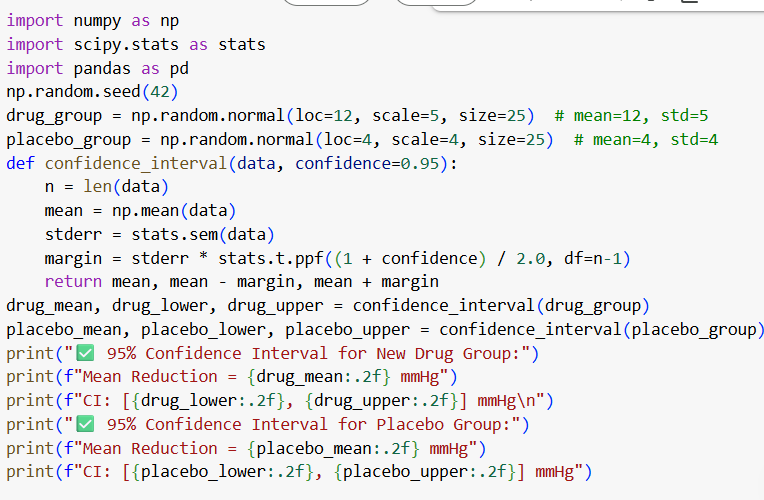 import numpy as np
import scipy.stats as stats
import pandas as pd
np.random.seed(42)
drug_group = np.random.normal(loc=12, scale=5, size=25)  # mean=12, std=5
placebo_group = np.random.normal(loc=4, scale=4, size=25)  # mean=4, std=4
def confidence_interval(data, confidence=0.95):
    n = len(data)
    mean = np.mean(data)
    stderr = stats.sem(data)
    margin = stderr * stats.t.ppf((1 + confidence) / 2.0, df=n-1)
    return mean, mean - margin, mean + margin
drug_mean, drug_lower, drug_upper = confidence_interval(drug_group)
placebo_mean, placebo_lower, placebo_upper = confidence_interval(placebo_group)
print("✅ 95% Confidence Interval for New Drug Group:")
print(f"Mean Reduction = {drug_mean:.2f} mmHg")
print(f"CI: [{drug_lower:.2f}, {drug_upper:.2f}] mmHg\n")
print("✅ 95% Confidence Interval for Placebo Group:")
print(f"Mean Reduction = {placebo_mean:.2f} mmHg")
print(f"CI: [{placebo_lower:.2f}, {placebo_upper:.2f}] mmHg")